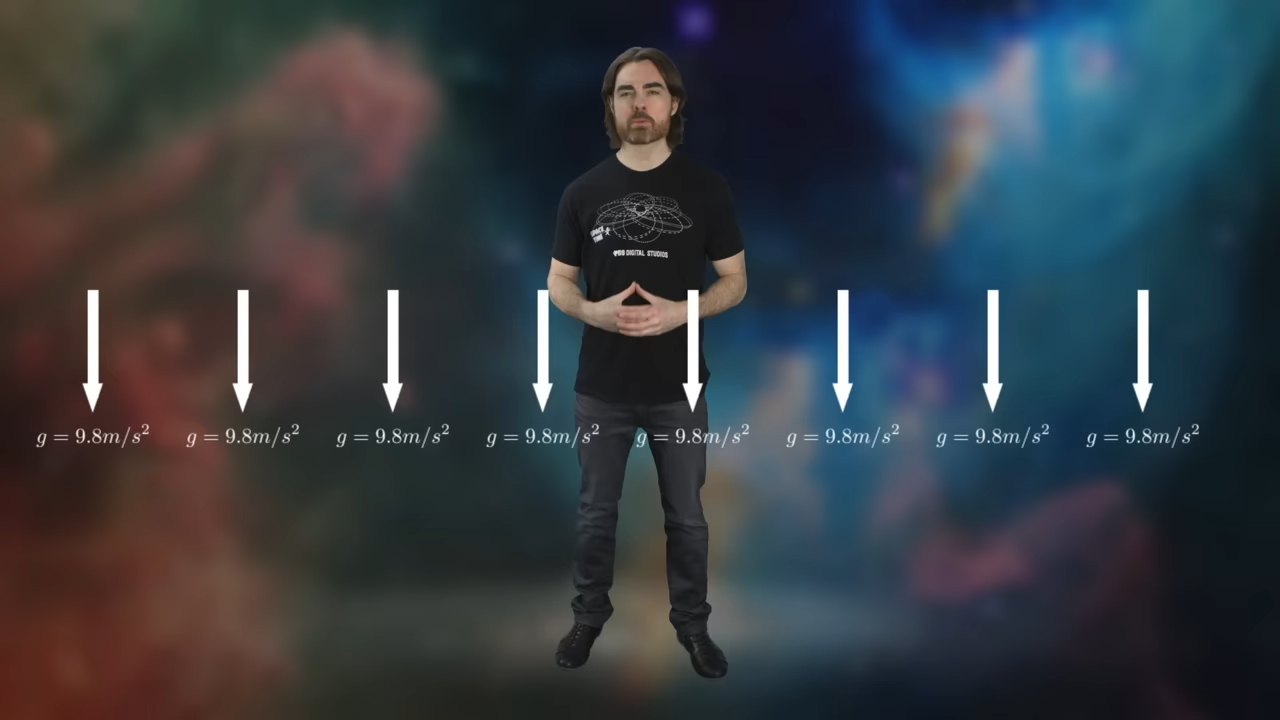 SPACE
TIME
PBS DIGITAL STUDIOS
g = 9.8m/s² g = 9.8m/s² g = 9.8m/s² g = 9.8m/s² g = 9.8m/s² g = 9.8m/s² g = 9.8m/s² g = 9.8m/s²